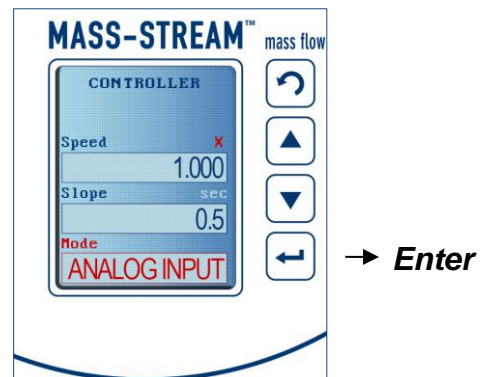 MASS-STREAM™ mass flow
CONTROLLER
Speed x
1.000
Slope sec
0.5
Mode
ANALOG INPUT
Enter